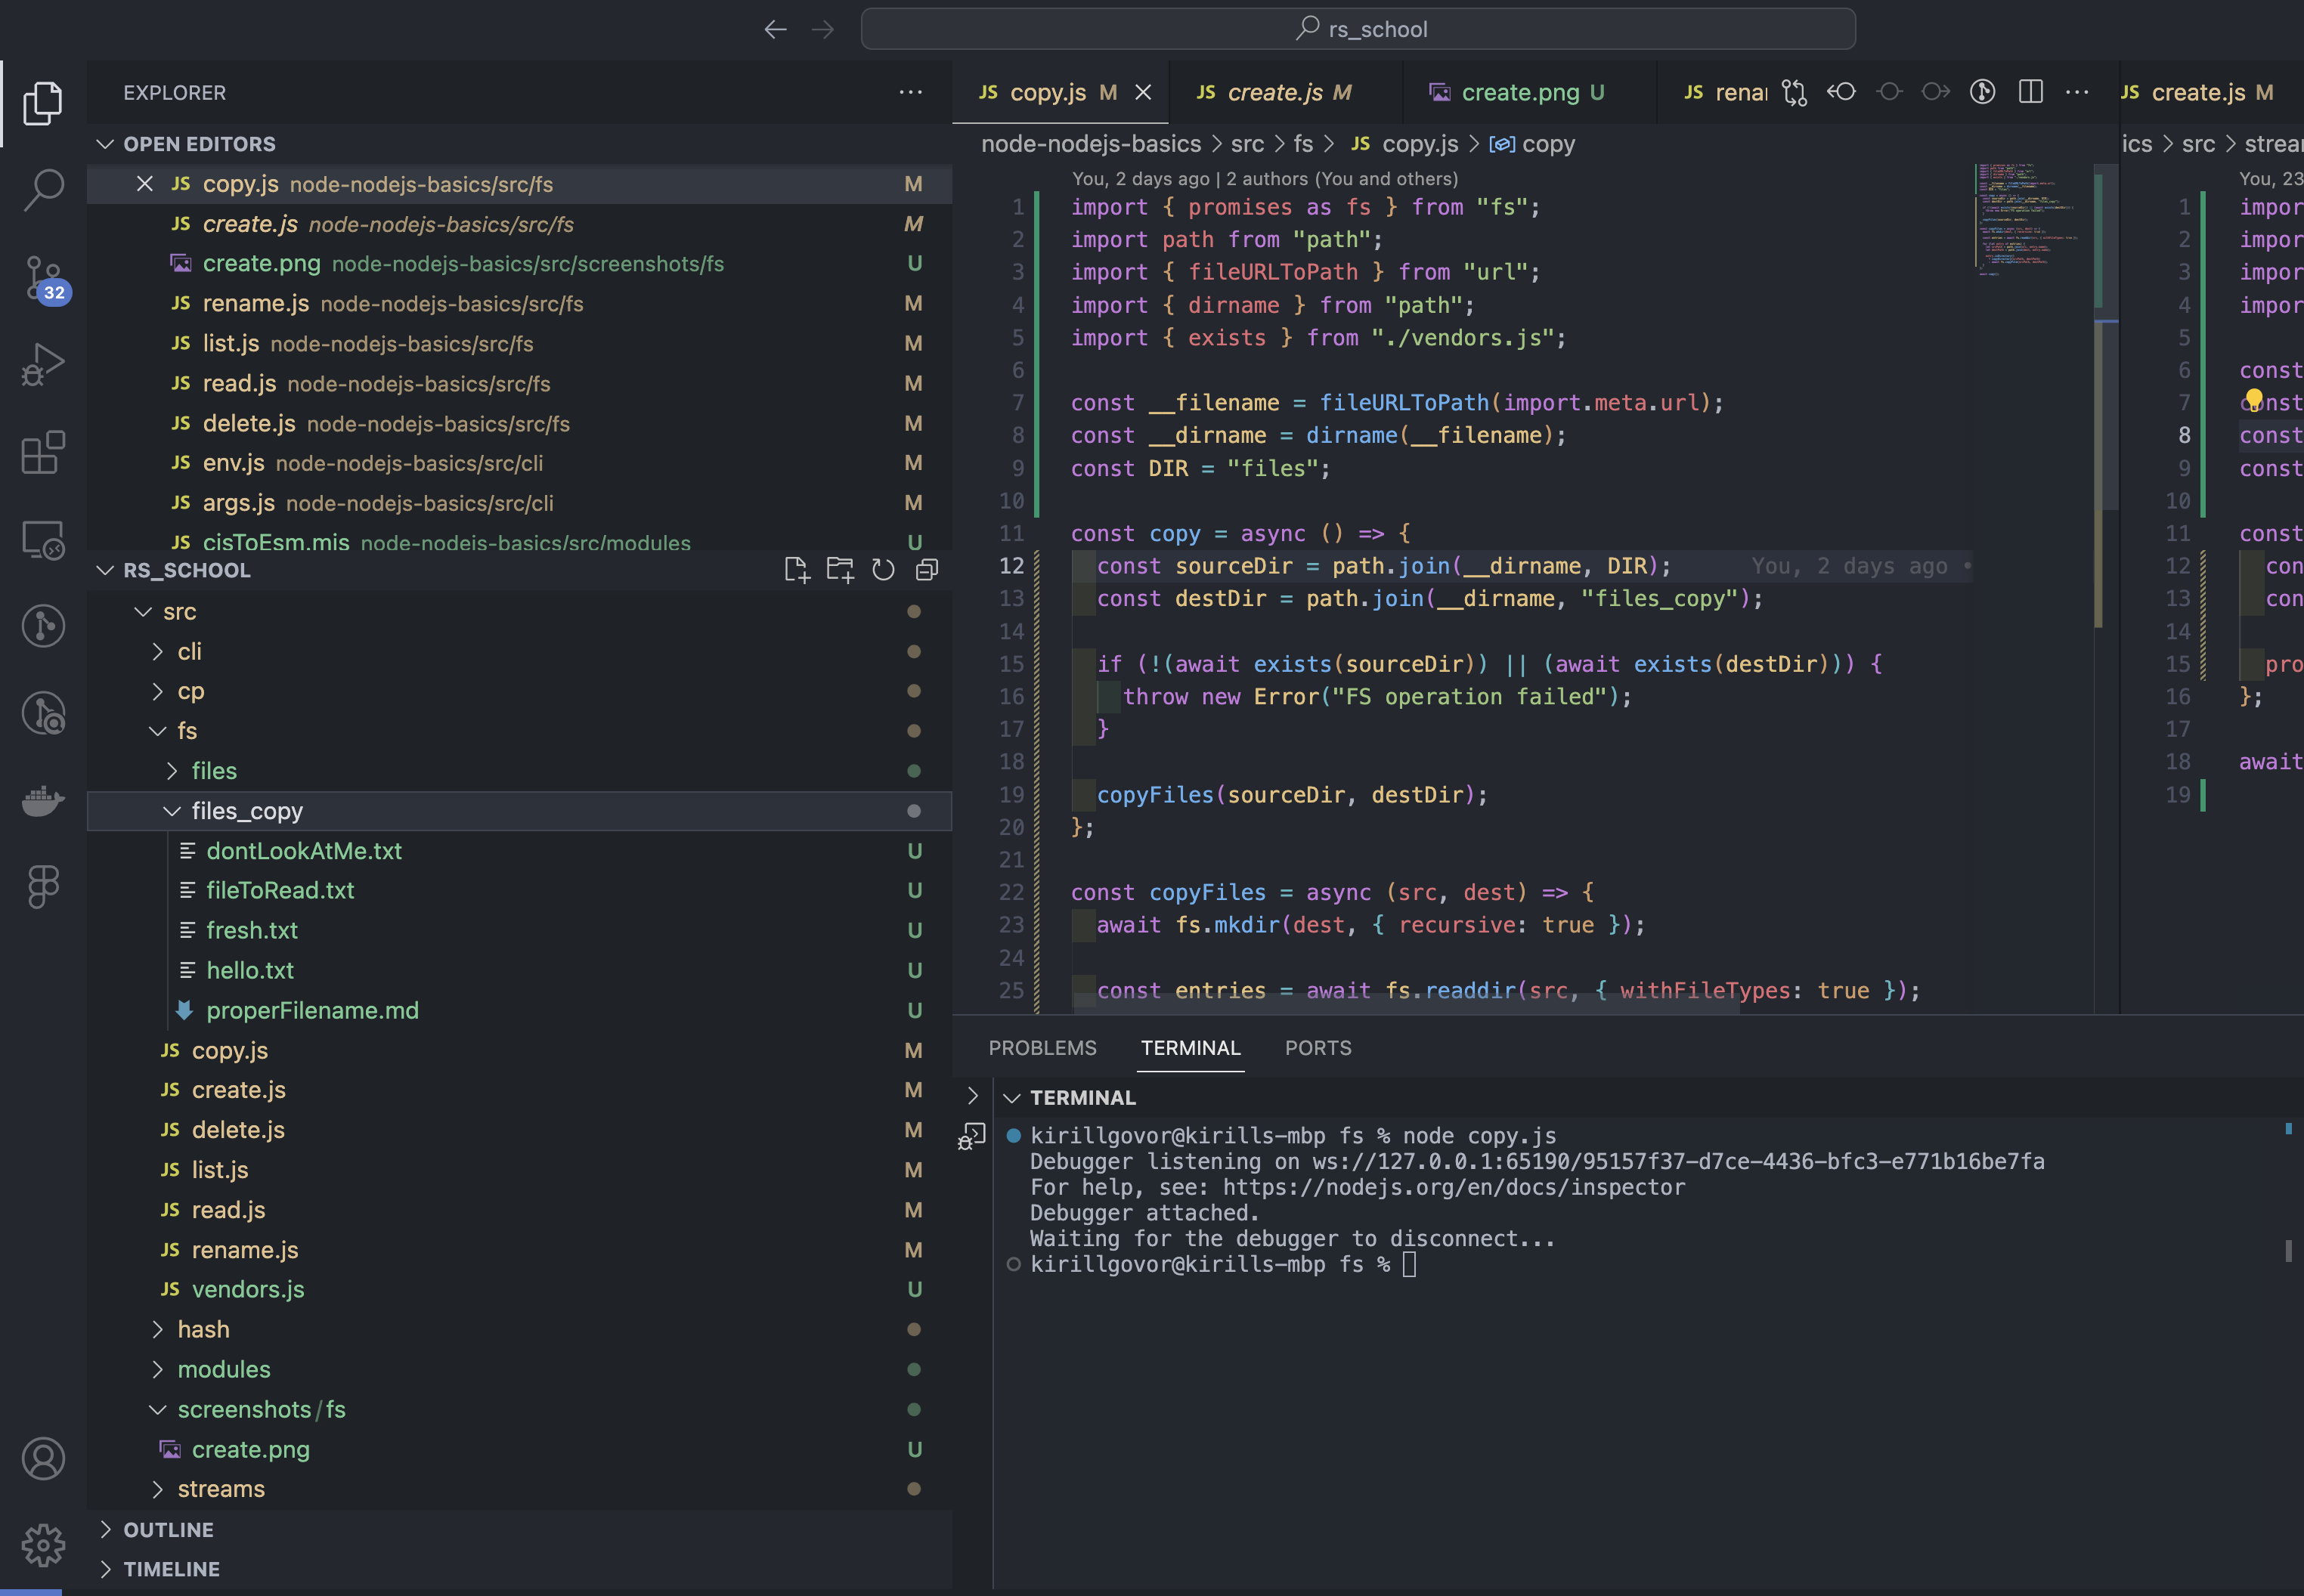 rs_school
EXPLORER
OPEN EDITORS
JS copy.js node-nodejs-basics/src/fs M
JS create.js node-nodejs-basics/src/fs M
create.png node-nodejs-basics/src/screenshots/fs U
JS rename.js node-nodejs-basics/src/fs M
JS list.js node-nodejs-basics/src/fs M
JS read.js node-nodejs-basics/src/fs M
JS delete.js node-nodejs-basics/src/fs M
JS env.js node-nodejs-basics/src/cli M
JS args.js node-nodejs-basics/src/cli M
JS cjsToEsm.mjs node-nodejs-basics/src/modules U
32
RS_SCHOOL
src
cli
cp
fs
files
files_copy
dontLookAtMe.txt U
fileToRead.txt U
fresh.txt U
hello.txt U
properFilename.md U
JS copy.js M
JS create.js M
JS delete.js M
JS list.js M
JS read.js M
JS rename.js M
JS vendors.js U
hash
modules
screenshots/fs
create.png U
streams
OUTLINE
TIMELINE
JS copy.js M
JS create.js M
create.png U
JS renar
node-nodejs-basics > src > fs > JS copy.js > copy
You, 2 days ago | 2 authors (You and others)
1 import { promises as fs } from "fs";
2 import path from "path";
3 import { fileURLToPath } from "url";
4 import { dirname } from "path";
5 import { exists } from "./vendors.js";
6
7 const __filename = fileURLToPath(import.meta.url);
8 const __dirname = dirname(__filename);
9 const DIR = "files";
10
11 const copy = async () => {
12 const sourceDir = path.join(__dirname, DIR); You, 2 days ago •
13 const destDir = path.join(__dirname, "files_copy");
14
15 if (!(await exists(sourceDir)) || (await exists(destDir))) {
16 throw new Error("FS operation failed");
17 }
18
19 copyFiles(sourceDir, destDir);
20 };
21
22 const copyFiles = async (src, dest) => {
23 await fs.mkdir(dest, { recursive: true });
24
25 const entries = await fs.readdir(src, { withFileTypes: true });
JS create.js M
ics > src > strear
You, 23
1 impor
2 impor
3 impor
4 impor
5
6 const
7 const
8 const
9 const
10
11 const
12 con
13 con
14
15 pro
16 };
17
18 await
19
PROBLEMS TERMINAL PORTS
TERMINAL
kirillgovor@kirills-mbp fs % node copy.js
Debugger listening on ws://127.0.0.1:65190/95157f37-d7ce-4436-bfc3-e771b16be7fa
For help, see: https://nodejs.org/en/docs/inspector
Debugger attached.
Waiting for the debugger to disconnect...
kirillgovor@kirills-mbp fs %